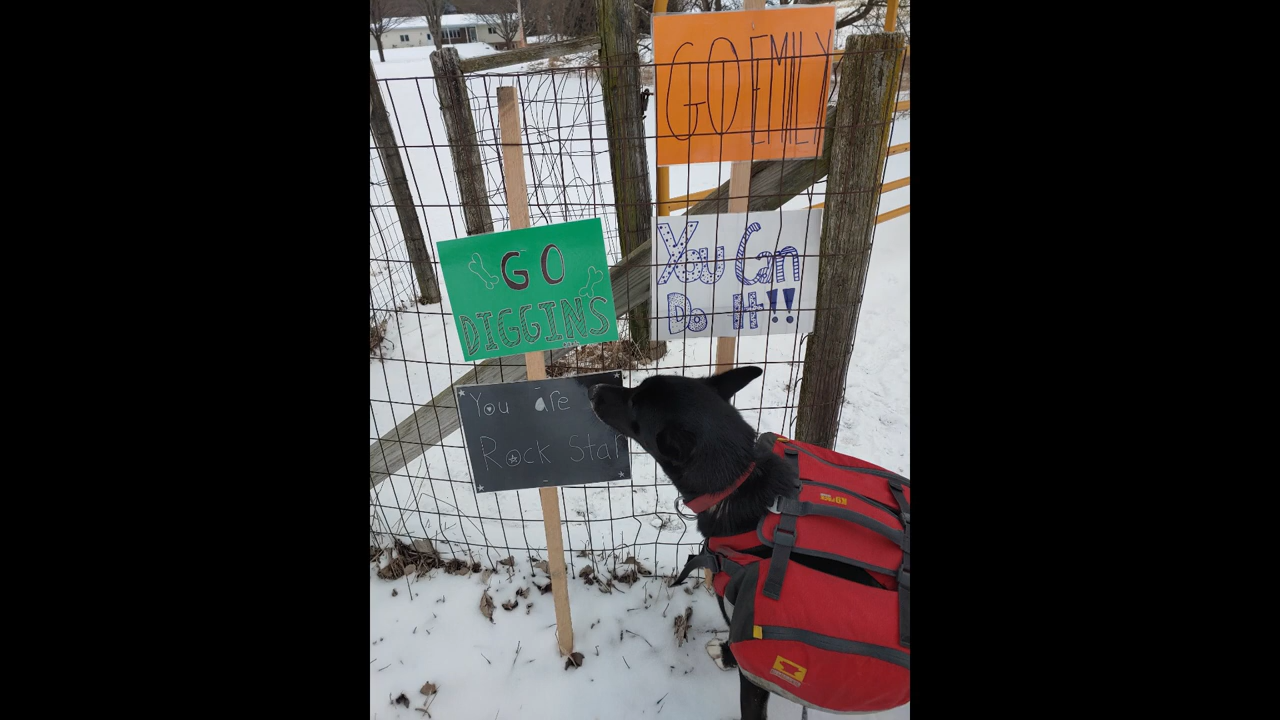 GO EMILY
You Can
Do It!!
GO
DIGGINS
You are
Rock Star